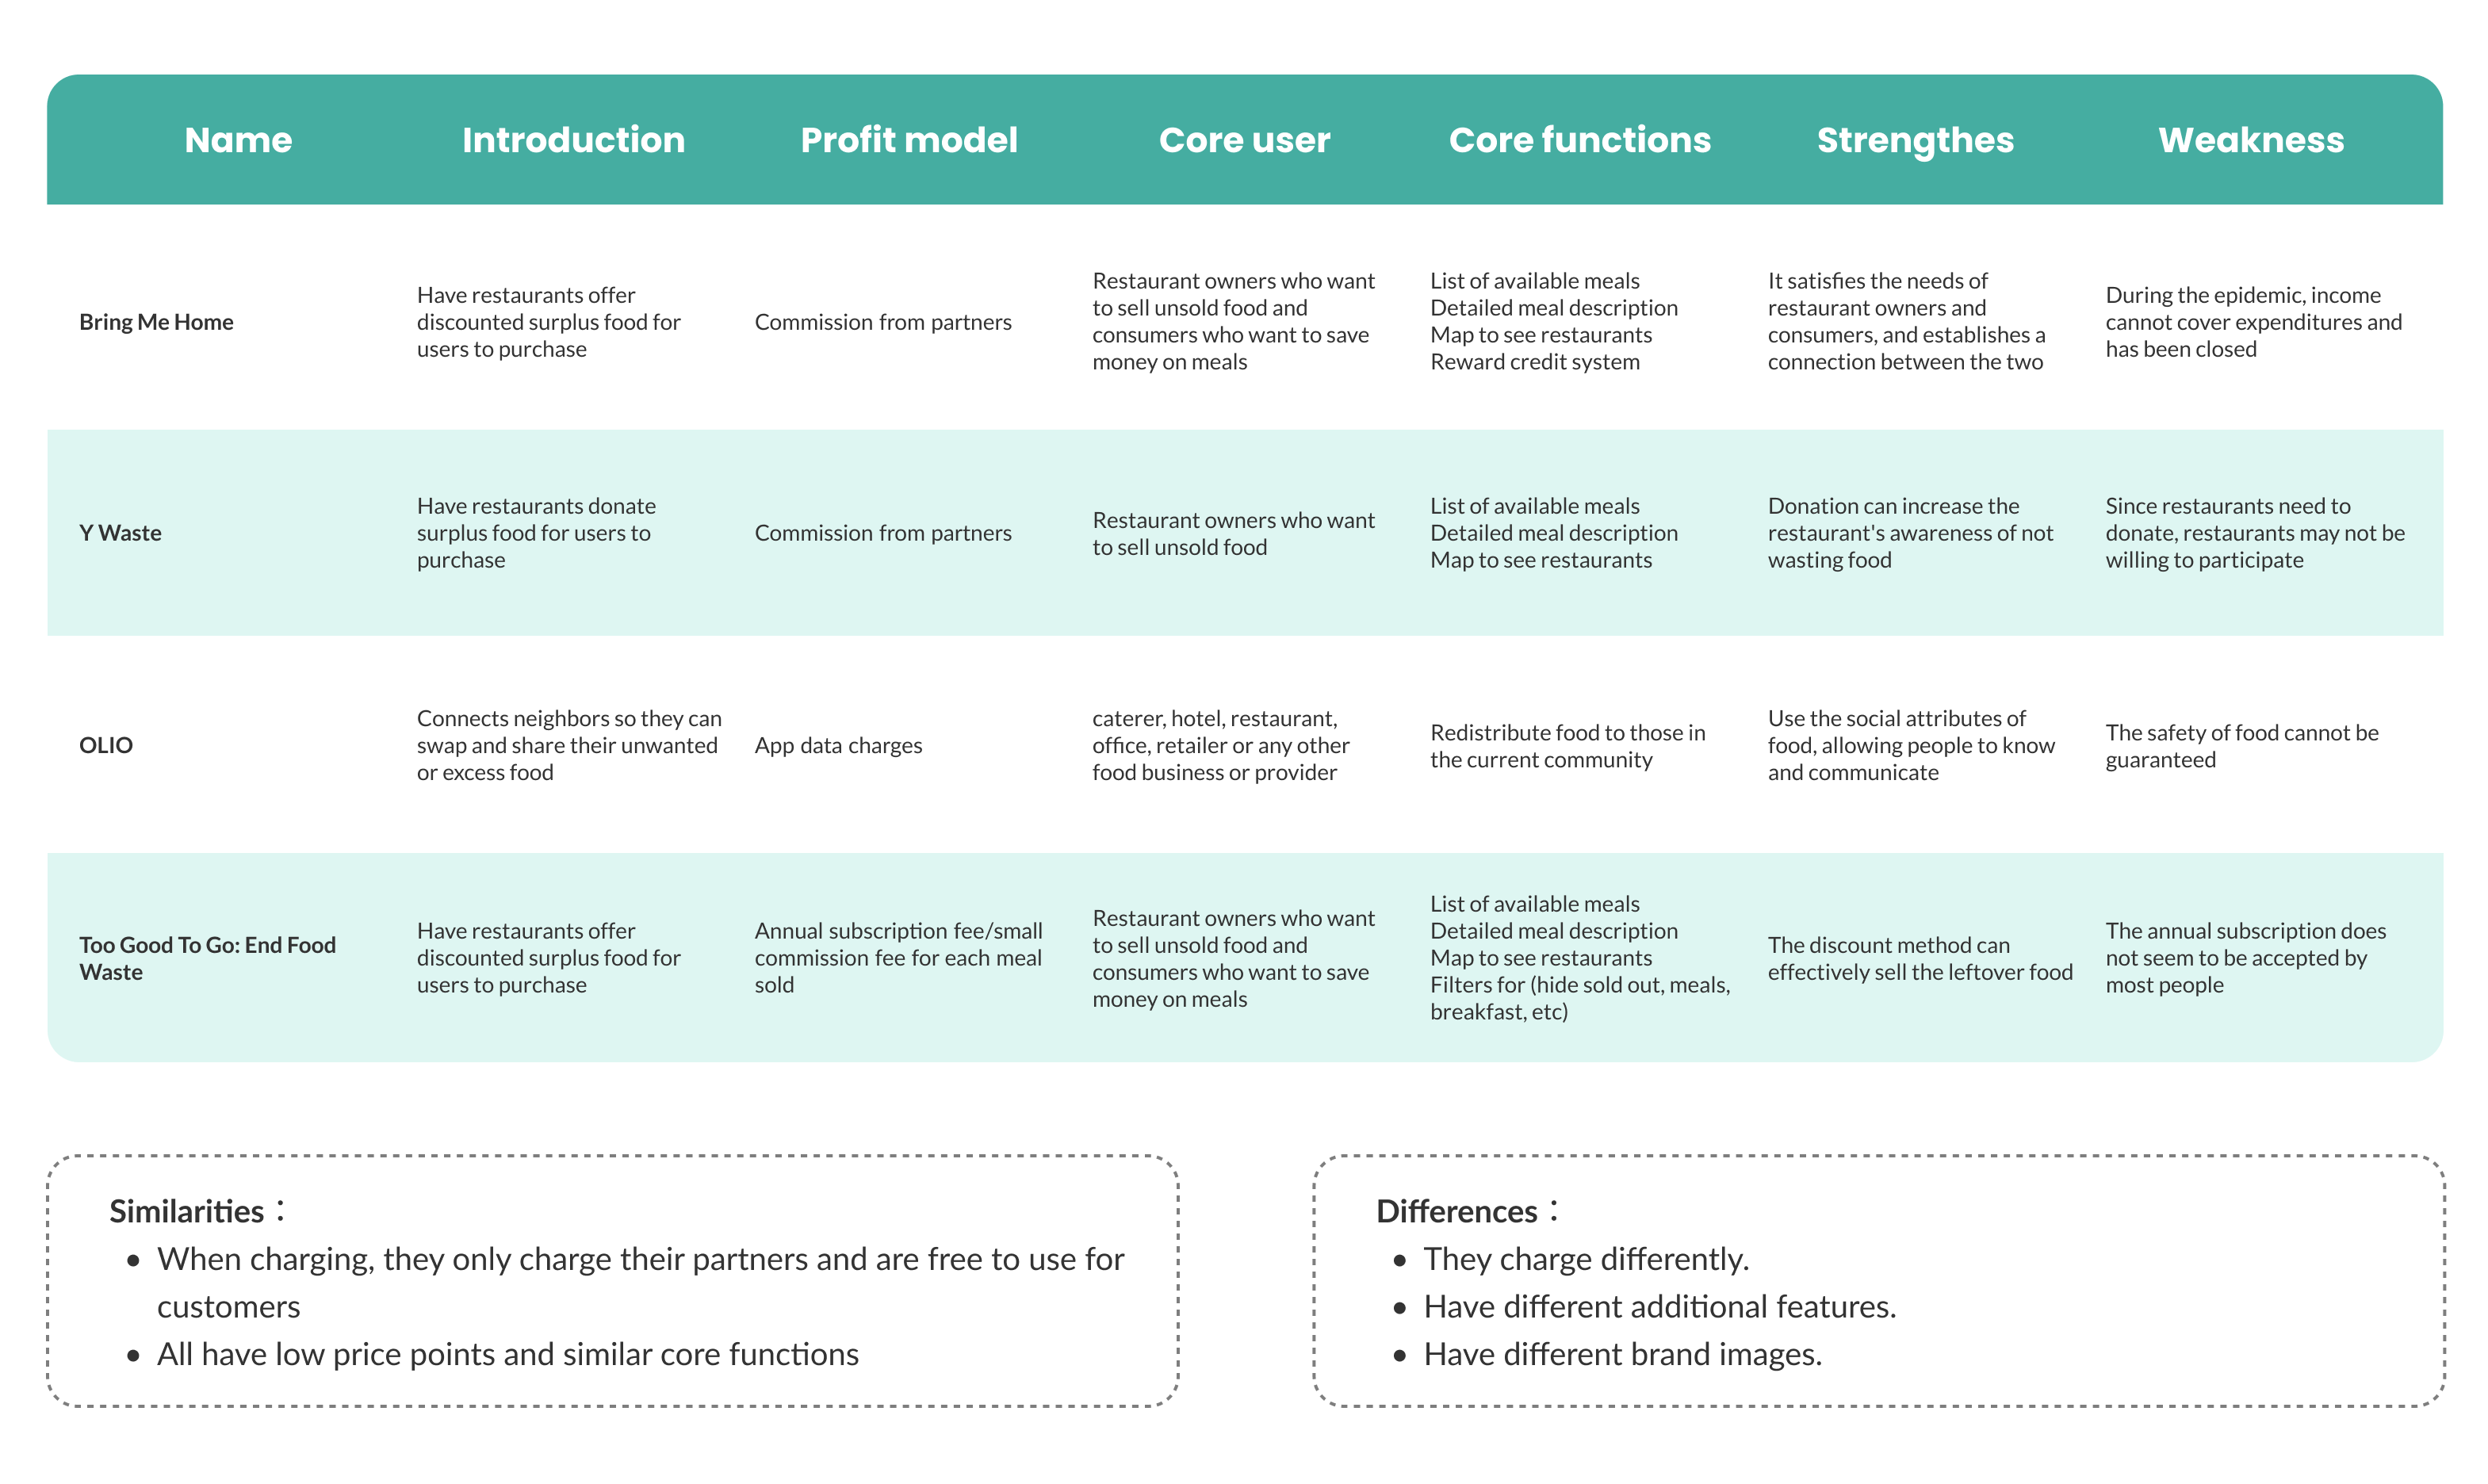 Name Introduction Profit model Core user Core functions Strengthes Weakness
Bring Me Home
Have restaurants offer
discounted surplus food for
users to purchase
Commission from partners
Restaurant owners who want
to sell unsold food and
consumers who want to save
money on meals
List of available meals
Detailed meal description
Map to see restaurants
Reward credit system
It satisfies the needs of
restaurant owners and
consumers, and establishes a
connection between the two
During the epidemic, income
cannot cover expenditures and
has been closed
Y Waste
Have restaurants donate
surplus food for users to
purchase
Commission from partners
Restaurant owners who want
to sell unsold food
List of available meals
Detailed meal description
Map to see restaurants
Donation can increase the
restaurant's awareness of not
wasting food
Since restaurants need to
donate, restaurants may not be
willing to participate
OLIO
Connects neighbors so they can
swap and share their unwanted
or excess food
App data charges
caterer, hotel, restaurant,
office, retailer or any other
food business or provider
Redistribute food to those in
the current community
Use the social attributes of
food, allowing people to know
and communicate
The safety of food cannot be
guaranteed
Too Good To Go: End Food
Waste
Have restaurants offer
discounted surplus food for
users to purchase
Annual subscription fee/small
commission fee for each meal
sold
Restaurant owners who want
to sell unsold food and
consumers who want to save
money on meals
List of available meals
Detailed meal description
Map to see restaurants
Filters for (hide sold out, meals,
breakfast, etc)
The discount method can
effectively sell the leftover food
The annual subscription does
not seem to be accepted by
most people
Similarities：
• When charging, they only charge their partners and are free to use for
customers
• All have low price points and similar core functions
Differences：
• They charge differently.
• Have different additional features.
• Have different brand images.